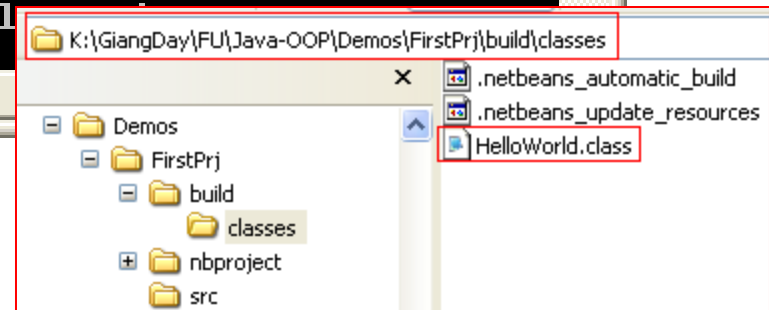 K:\GiangDay\FU\Java-OOP\Demos\FirstPrj\build\classes
.netbeans_automatic_build
.netbeans_update_resources
HelloWorld.class
Demos
FirstPrj
build
classes
nbproject
src